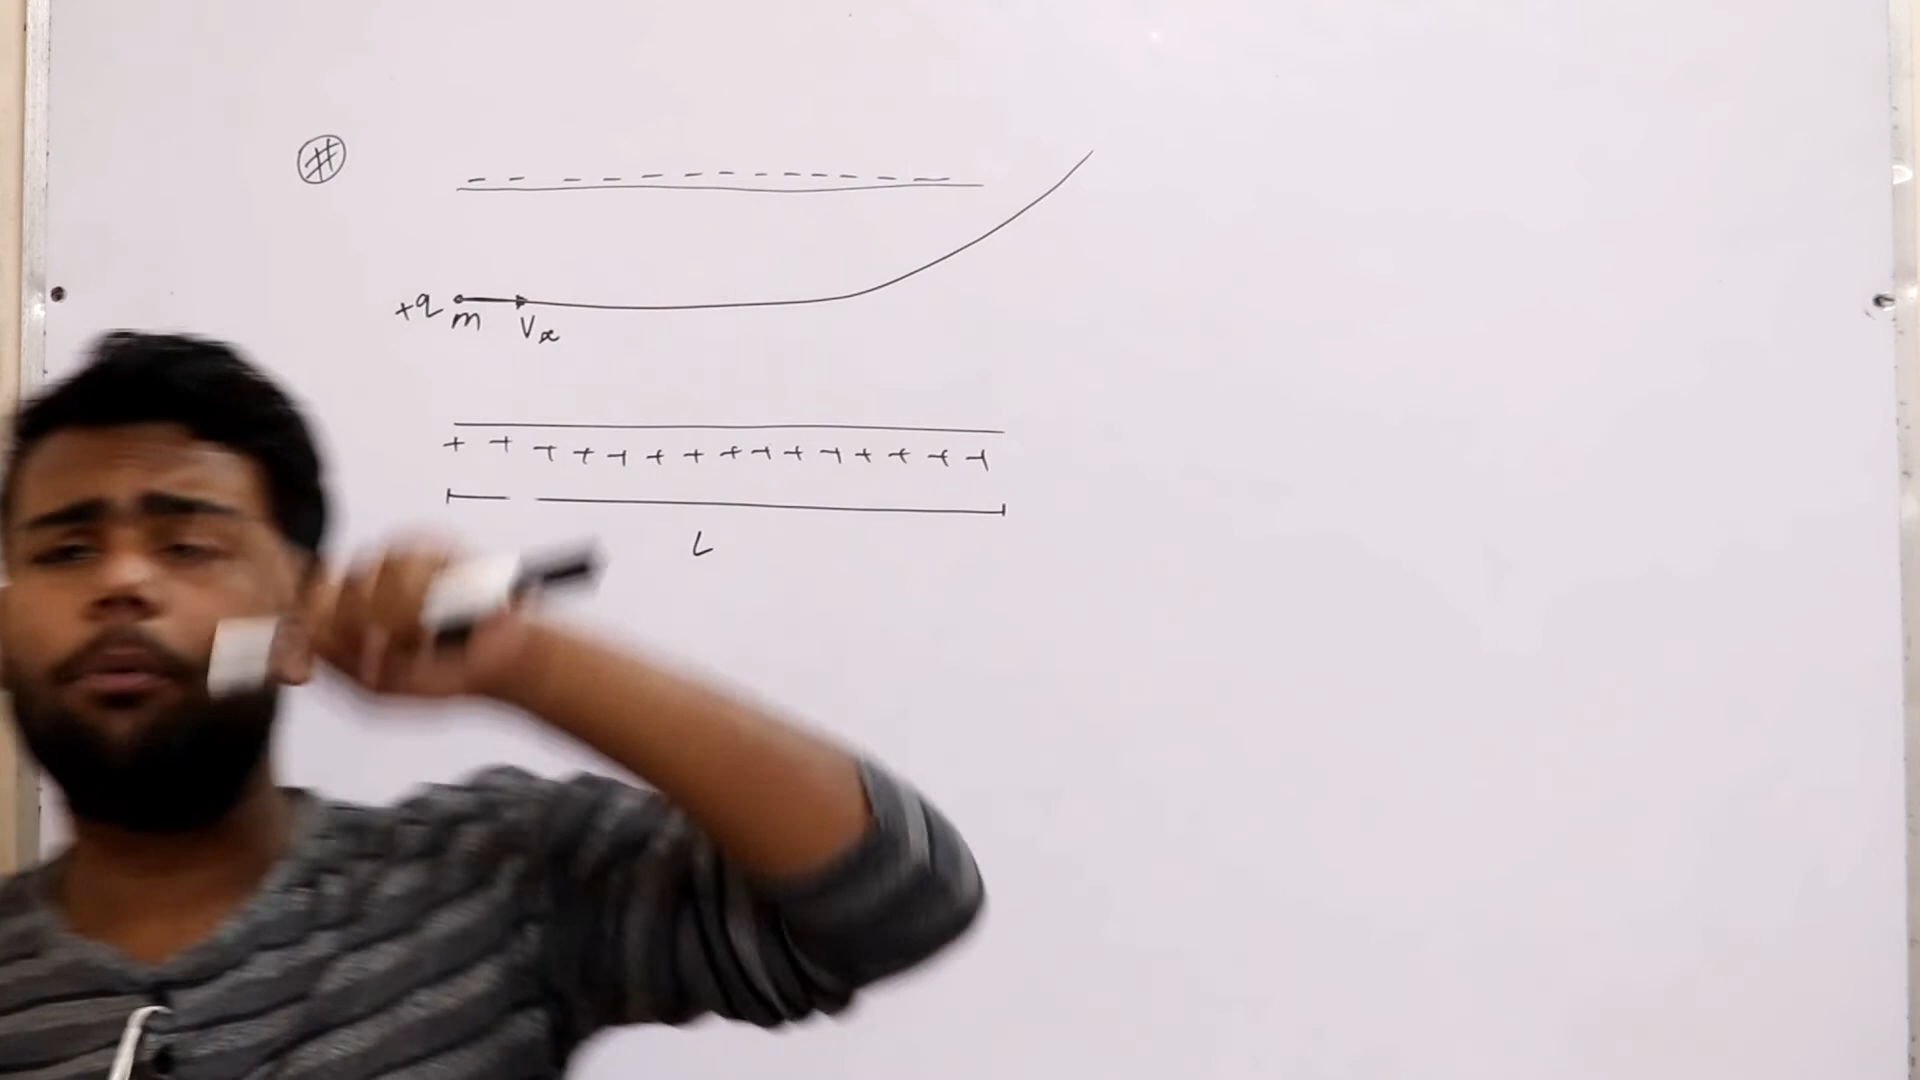 #
- - - - - - - - - - - - -
+q
m
Vx
+ + + + + + + + + + + + + + +
L